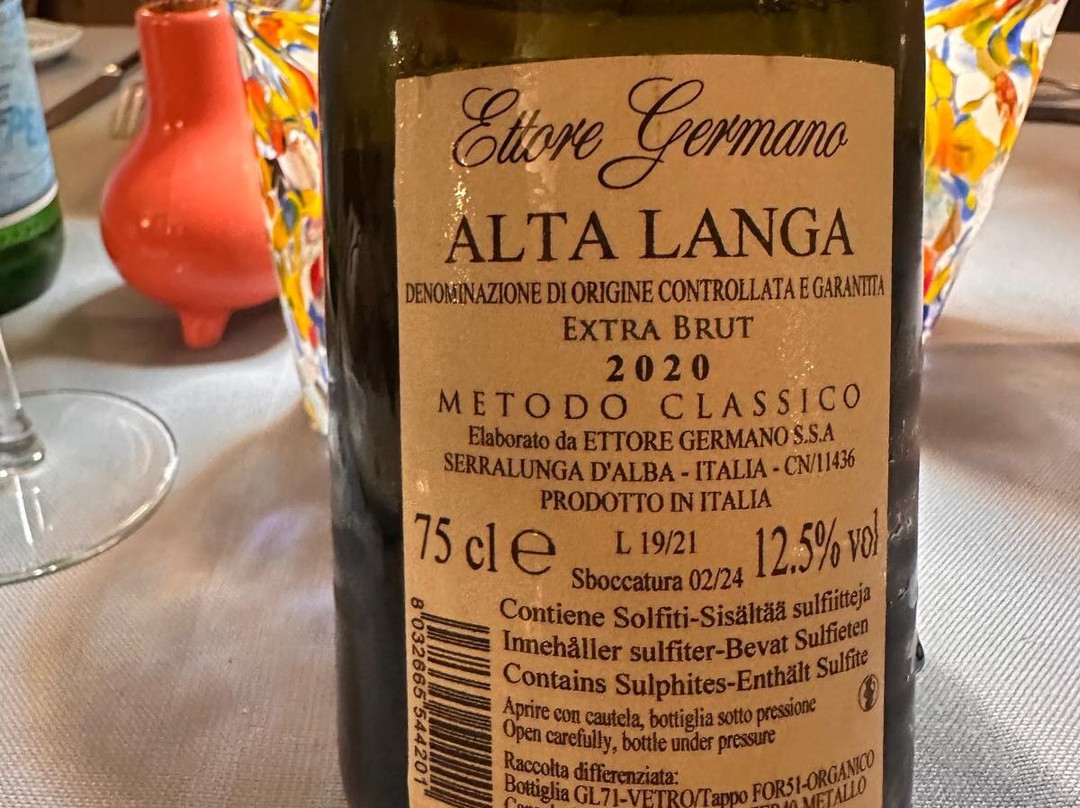 Ettore Germano
ALTA LANGA
DENOMINAZIONE DI ORIGINE CONTROLLATA E GARANTITA
EXTRA BRUT
2020
METODO CLASSICO
Elaborato da ETTORE GERMANO S.S.A
SERRALUNGA D'ALBA - ITALIA - CN/11436
PRODOTTO IN ITALIA
75 cl e
L 19/21
Sboccatura 02/24
12.5% vol
Contiene Solfiti-Sisältää sulfiitteja
Innehåller sulfiter-Bevat Sulfieten
Contains Sulphites-Enthält Sulfite
Aprire con cautela, bottiglia sotto pressione
Open carefully, bottle under pressure
Raccolta differenziata:
Bottiglia GL71-VETRO/Tappo FOR51-ORGANICO
METALLO
8032665544201